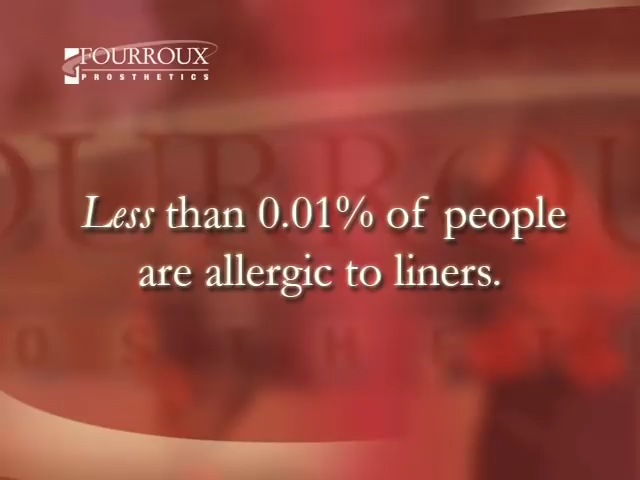 FOURROUX
PROSTHETICS
Less than 0.01% of people
are allergic to liners.